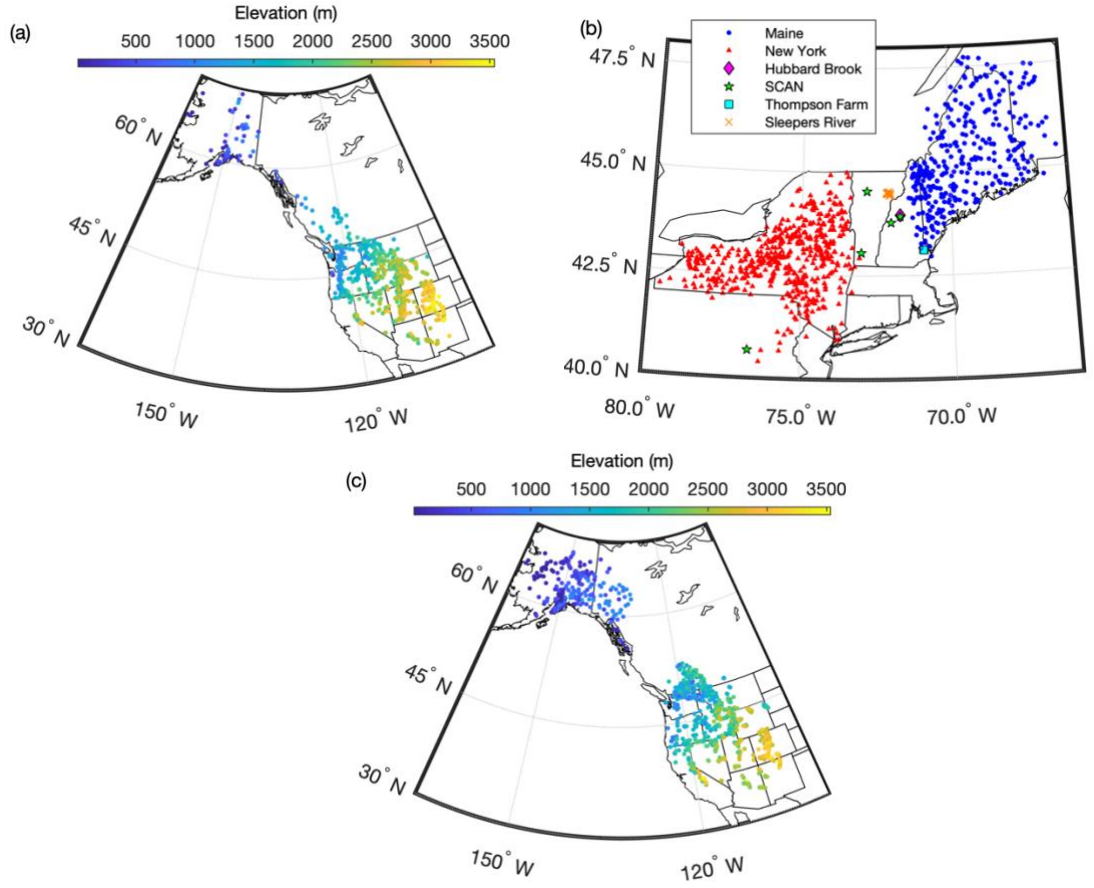 (a)
Elevation (m)
500 1000 1500 2000 2500 3000 3500
60° N
45° N
30° N
150° W
120° W
(b)
Maine
New York
Hubbard Brook
SCAN
Thompson Farm
Sleepers River
47.5° N
45.0° N
42.5° N
40.0° N
80.0° W
75.0° W
70.0° W
(c)
Elevation (m)
500 1000 1500 2000 2500 3000 3500
60° N
45° N
30° N
150° W
120° W